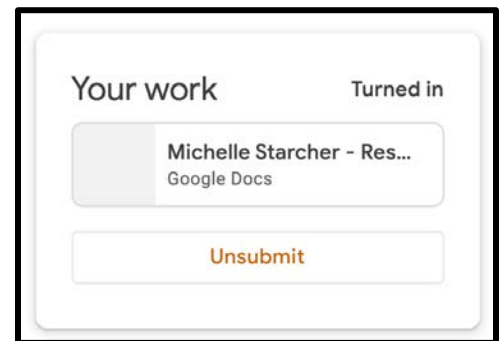 Your work
Turned in
Michelle Starcher - Res...
Google Docs
Unsubmit